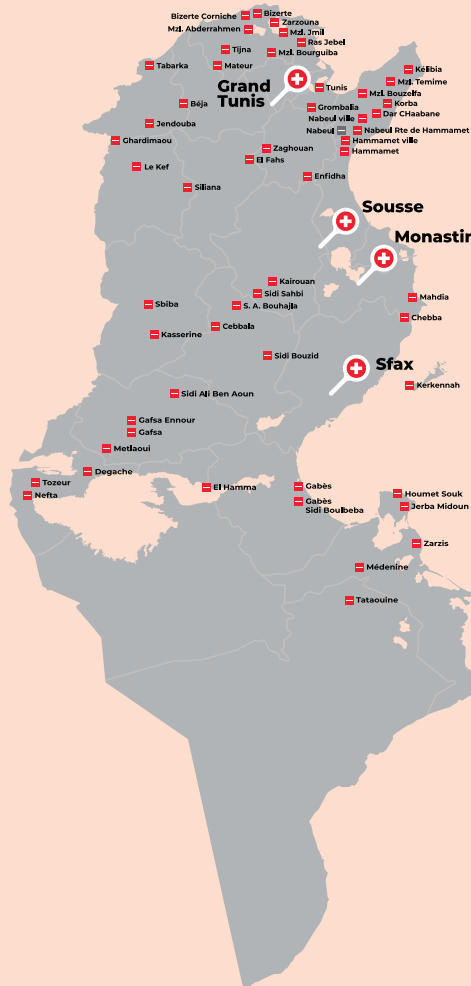 Bizerte Corniche
Bizerte
Zarzouna
Mzl. Abderrahmen
Mzl. Jmil
Ras Jebel
Tijna
Mzl. Bourguiba
Tabarka
Mateur
Kélibia
Mzl. Temime
Grand
Tunis
Tunis
Mzl. Bouzelfa
Béja
Korba
Grombalia
Dar CHaabane
Nabeul ville
Jendouba
Nabeul
Nabeul Rte de Hammamet
Ghardimaou
Hammamet ville
Zaghouan
Hammamet
El Fahs
Le Kef
Enfidha
Siliana
Sousse
Monastir
Kairouan
Sidi Sahbi
Mahdia
Sbiba
S. A. Bouhajla
Chebba
Cebbala
Kasserine
Sidi Bouzid
Sfax
Kerkennah
Sidi Ali Ben Aoun
Gafsa Ennour
Gafsa
Metlaoui
Degache
Tozeur
El Hamma
Gabès
Nefta
Houmet Souk
Gabès
Sidi Boulbeba
Jerba Midoun
Zarzis
Médenine
Tataouine